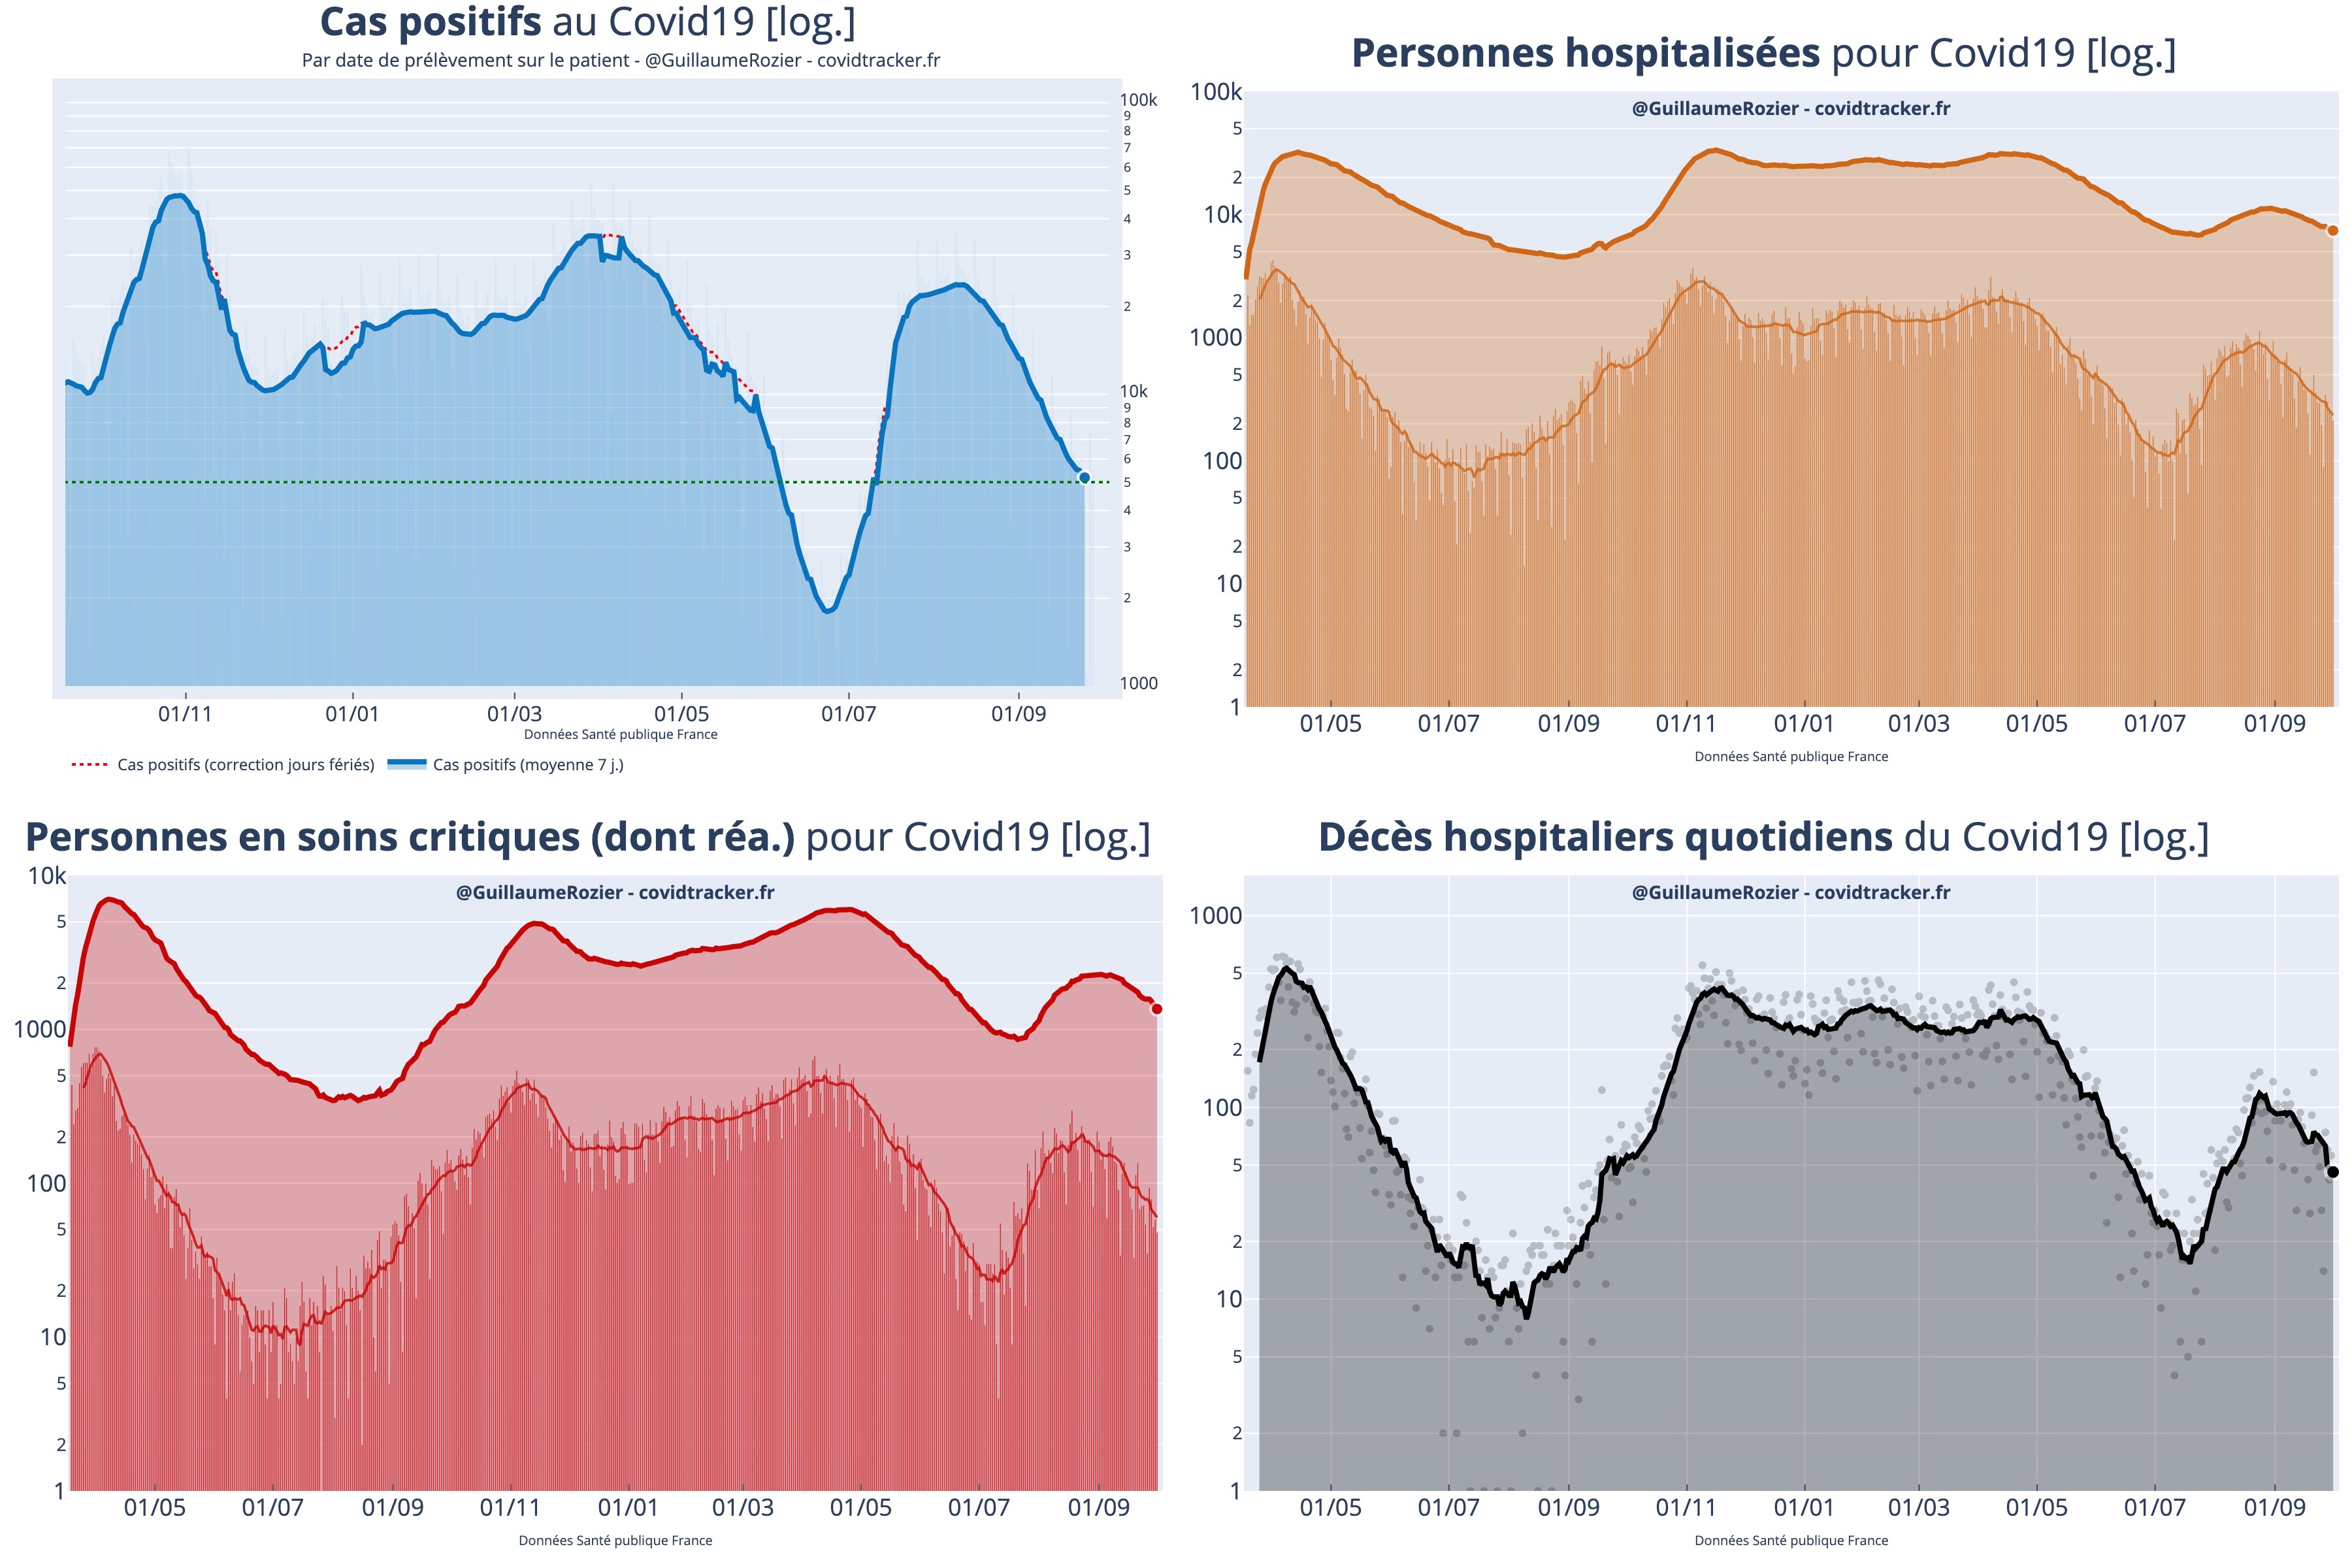 Cas positifs au Covid19 [log.]
Par date de prélèvement sur le patient - @GuillaumeRozier - covidtracker.fr
100k
9
8
7
6
5
4
3
2
10k
9
8
7
6
5
4
3
2
1000
01/11 01/01 01/03 01/05 01/07 01/09
Données Santé publique France
Cas positifs (correction jours fériés) Cas positifs (moyenne 7 j.)
Personnes hospitalisées pour Covid19 [log.]
@GuillaumeRozier - covidtracker.fr
100k
5
2
10k
5
2
1000
5
2
100
5
2
10
5
2
1
01/05 01/07 01/09 01/11 01/01 01/03 01/05 01/07 01/09
Données Santé publique France
Personnes en soins critiques (dont réa.) pour Covid19 [log.]
@GuillaumeRozier - covidtracker.fr
10k
5
2
1000
5
2
100
5
2
10
5
2
1
01/05 01/07 01/09 01/11 01/01 01/03 01/05 01/07 01/09
Données Santé publique France
Décès hospitaliers quotidiens du Covid19 [log.]
@GuillaumeRozier - covidtracker.fr
1000
5
2
100
5
2
10
5
2
1
01/05 01/07 01/09 01/11 01/01 01/03 01/05 01/07 01/09
Données Santé publique France